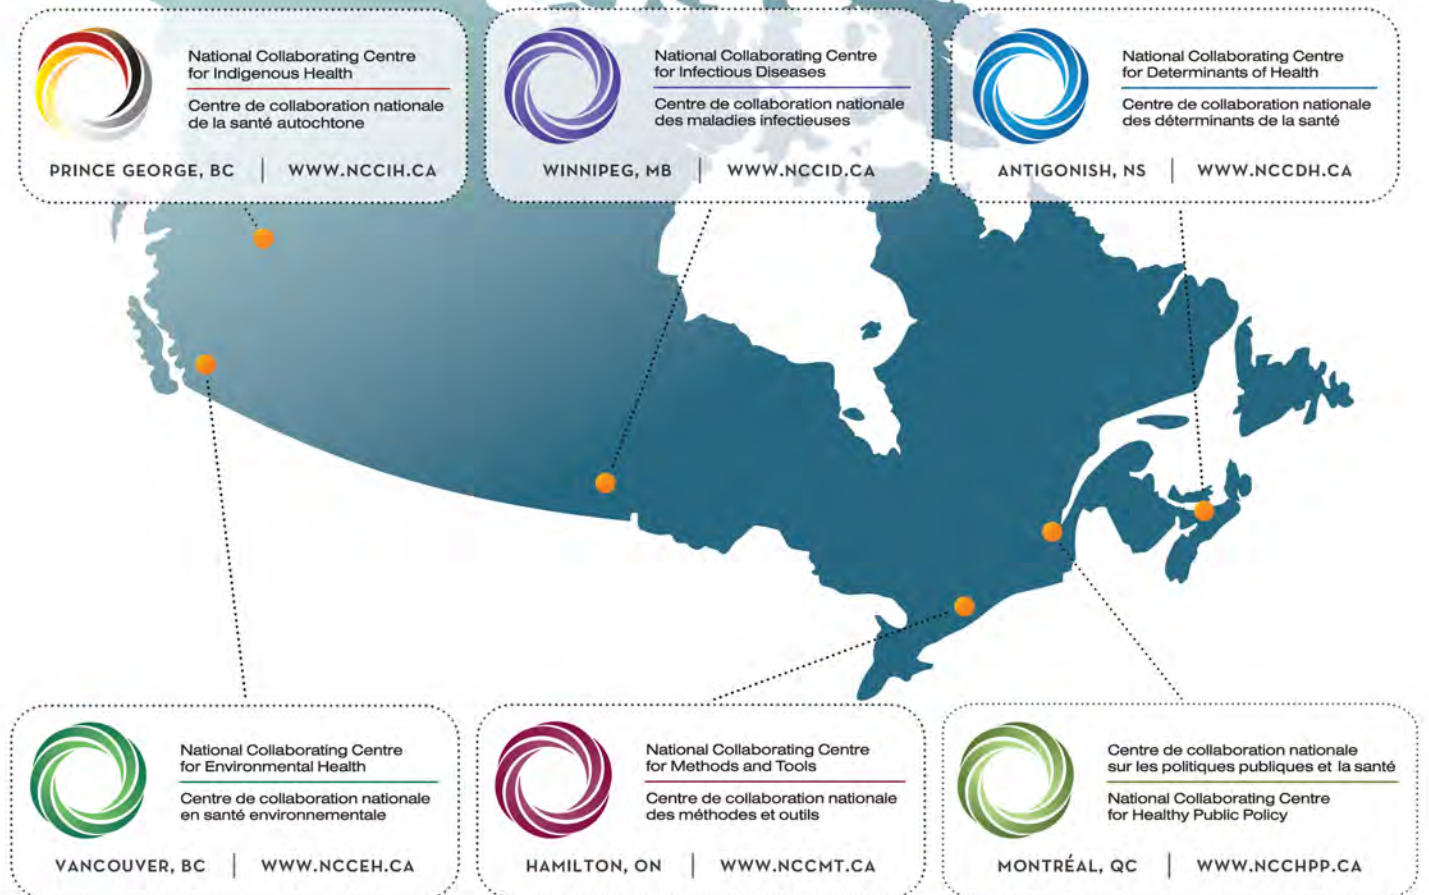 National Collaborating Centre
for Indigenous Health
Centre de collaboration nationale
de la santé autochtone
PRINCE GEORGE, BC | WWW.NCCIH.CA
National Collaborating Centre
for Infectious Diseases
Centre de collaboration nationale
des maladies infectieuses
WINNIPEG, MB | WWW.NCCID.CA
National Collaborating Centre
for Determinants of Health
Centre de collaboration nationale
des déterminants de la santé
ANTIGONISH, NS | WWW.NCCDH.CA
National Collaborating Centre
for Environmental Health
Centre de collaboration nationale
en santé environnementale
VANCOUVER, BC | WWW.NCCEH.CA
National Collaborating Centre
for Methods and Tools
Centre de collaboration nationale
des méthodes et outils
HAMILTON, ON | WWW.NCCMT.CA
Centre de collaboration nationale
sur les politiques publiques et la santé
National Collaborating Centre
for Healthy Public Policy
MONTRÉAL, QC | WWW.NCCHPP.CA